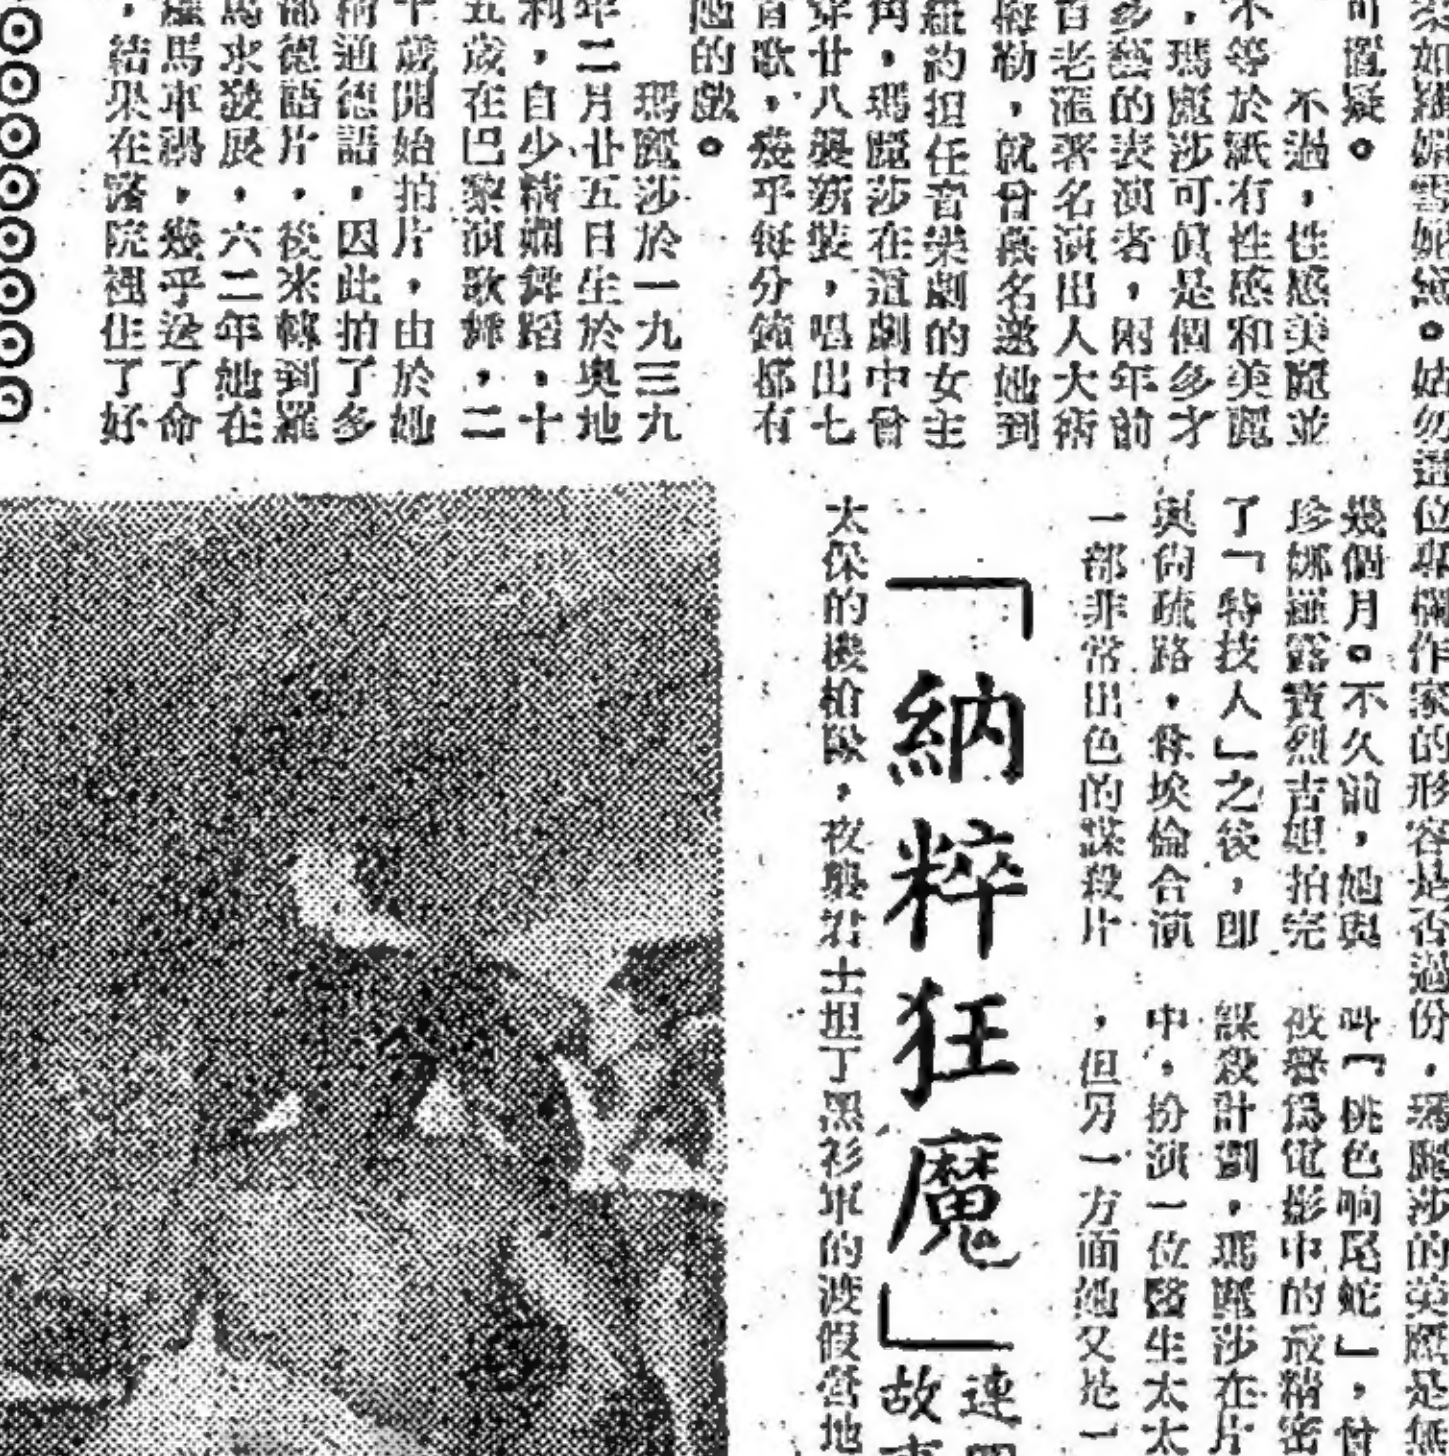 可置疑。
不過，性感美麗並
不等於祇有性感和美麗
，瑪麗莎可眞是個多才
多藝的表演者，兩年前
百老滙著名演出人大衛
梅勒，就曾慕名邀她到
紐約担任音樂劇的女主
角，瑪麗莎在這劇中曾
穿廿八襲新裝，唱出七
首歌，幾乎每分鐘都有
她的戲。
瑪麗莎於一九三九
年二月廿五日生於奧地
利，自少精嫻舞蹈，十
五歲在巴黎演歌舞，二
十歲開始拍片，由於她
精通德語，因此拍了多
部德語片，後來轉到羅
馬求發展，六二年她在
羅馬車禍，幾乎送了命
，結果在醫院裡住了好
幾個月。不久前，她與
珍娜羅露寶烈吉妲拍完
了「特技人」之後，卽
與尚疏路，倈埃倫合演
一部非常出色的謀殺片
叫「桃色响尾蛇」，曾
被譽爲電影中的最精密
謀殺計劃，瑪麗莎在片
中，扮演一位醫生太太
，但另一方面她又是一
「納粹狂魔」
連
故
太保的機槍隊，夜襲君士坦丁黑衫軍的渡假營地